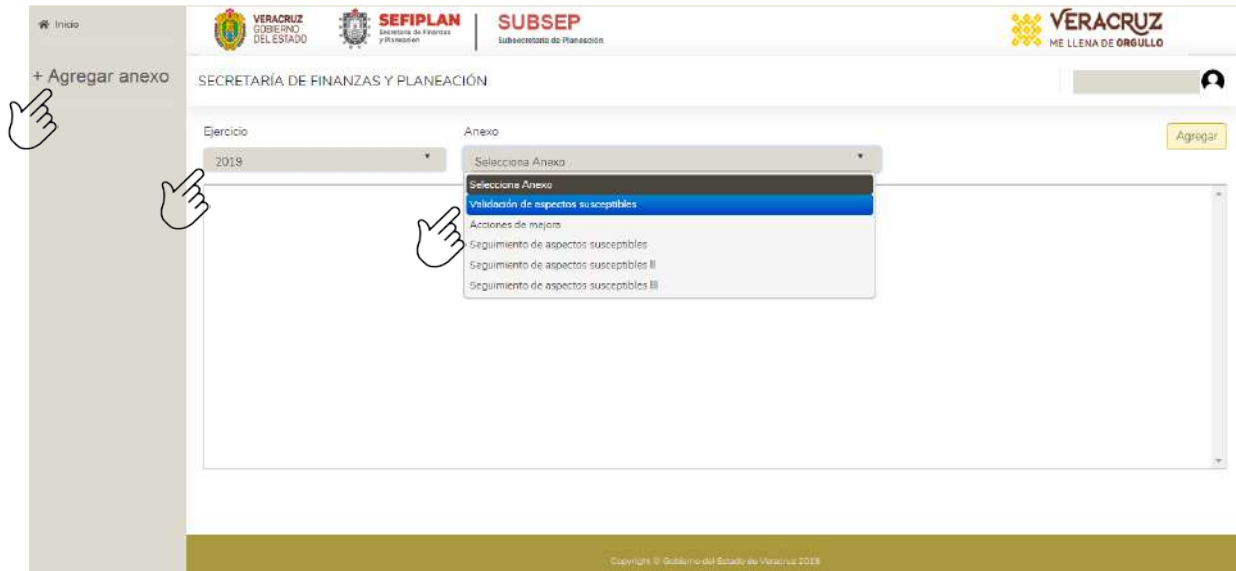 Inicio
VERACRUZ
GOBIERNO
DEL ESTADO
SEFIPLAN
Secretaría de Finanzas
y Planeación
SUBSEP
Subsecretaría de Planeación
VERACRUZ
ME LLENA DE ORGULLO
+ Agregar anexo
SECRETARÍA DE FINANZAS Y PLANEACIÓN
Ejercicio
Anexo
Agregar
2019
Selecciona Anexo
Selecciona Anexo
Validación de aspectos susceptibles
Acciones de mejora
Seguimiento de aspectos susceptibles
Seguimiento de aspectos susceptibles II
Seguimiento de aspectos susceptibles III
Copyright © Gobierno del Estado de Veracruz 2019